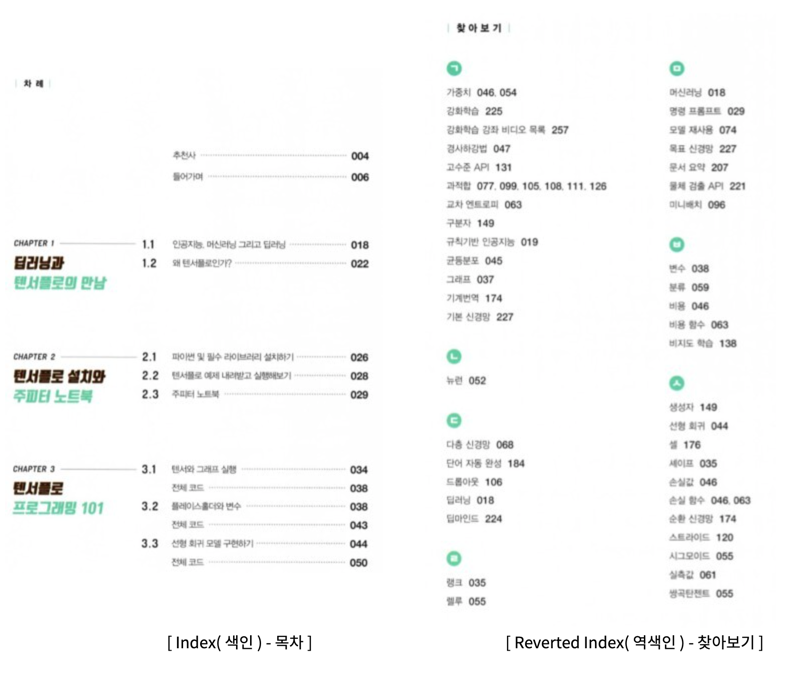 차례
추천사 004
들어가며 006
CHAPTER 1
딥러닝과
텐서플로의 만남
1.1 인공지능, 머신러닝 그리고 딥러닝 018
1.2 왜 텐서플로인가? 022
CHAPTER 2
텐서플로 설치와
주피터 노트북
2.1 파이썬 및 필수 라이브러리 설치하기 026
2.2 텐서플로 예제 내려받고 실행해보기 028
2.3 주피터 노트북 029
CHAPTER 3
텐서플로
프로그래밍 101
3.1 텐서와 그래프 실행 034
전체 코드 038
3.2 플레이스홀더와 변수 038
전체 코드 043
3.3 선형 회귀 모델 구현하기 044
전체 코드 050
[ Index( 색인 ) - 목차 ]
찾아보기
ㄱ
가중치 046, 054
강화학습 225
강화학습 강좌 비디오 목록 257
경사하강법 047
고수준 API 131
과적합 077, 099, 105, 108, 111, 126
교차 엔트로피 063
구분자 149
규칙기반 인공지능 019
균등분포 045
그래프 037
기계번역 174
기본 신경망 227
ㄴ
뉴런 052
ㄷ
다층 신경망 068
단어 자동 완성 184
드롭아웃 106
딥러닝 018
딥마인드 224
ㄹ
랭크 035
렐루 055
ㅁ
머신러닝 018
명령 프롬프트 029
모델 재사용 074
목표 신경망 227
문서 요약 207
물체 검출 API 221
미니배치 096
ㅂ
변수 038
분류 059
비용 046
비용 함수 063
비지도 학습 138
ㅅ
생성자 149
선형 회귀 044
셀 176
셰이프 035
손실값 046
손실 함수 046, 063
순환 신경망 174
스트라이드 120
시그모이드 055
실측값 061
쌍곡탄젠트 055
[ Reverted Index( 역색인 ) - 찾아보기 ]